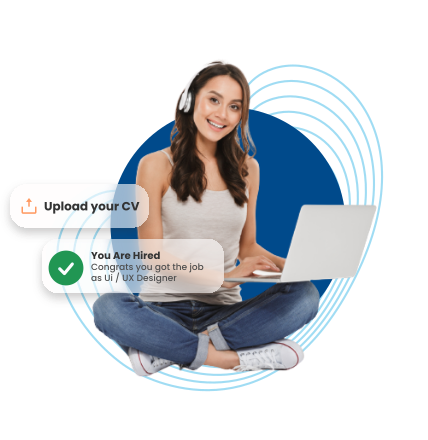 Upload your CV
You Are Hired
Congrats you got the job
as Ui / UX Designer